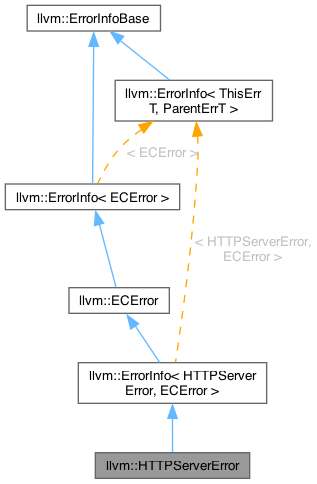 llvm::ErrorInfoBase
llvm::ErrorInfo< ThisErr
T, ParentErrT >
< ECError >
llvm::ErrorInfo< ECError >
< HTTPServerError,
ECError >
llvm::ECError
llvm::ErrorInfo< HTTPServer
Error, ECError >
llvm::HTTPServerError